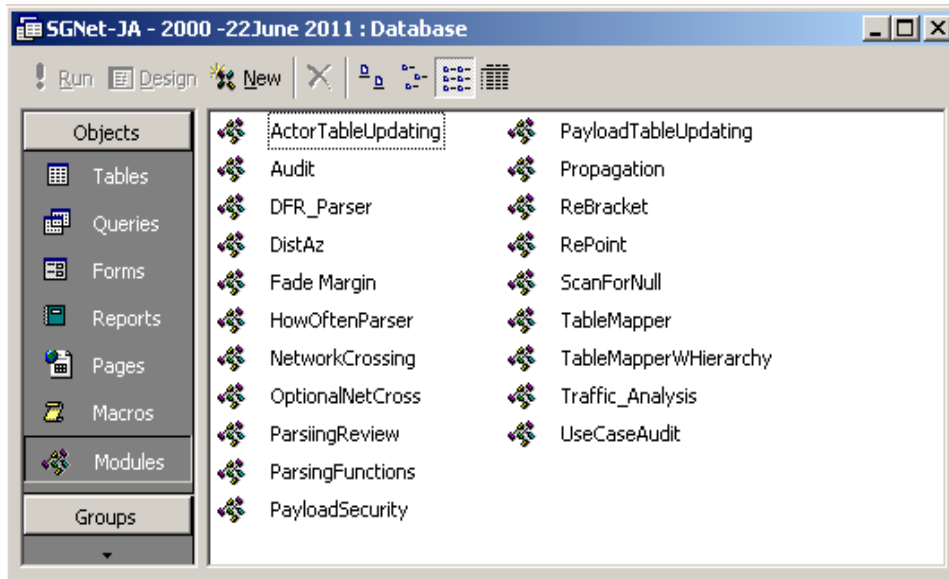 SGNet-JA - 2000 -22June 2011 : Database
Run Design New
Objects
Tables
Queries
Forms
Reports
Pages
Macros
Modules
Groups
ActorTableUpdating
Audit
DFR_Parser
DistAz
Fade Margin
HowOftenParser
NetworkCrossing
OptionalNetCross
ParsiingReview
ParsingFunctions
PayloadSecurity
PayloadTableUpdating
Propagation
ReBracket
RePoint
ScanForNull
TableMapper
TableMapperWHierarchy
Traffic_Analysis
UseCaseAudit